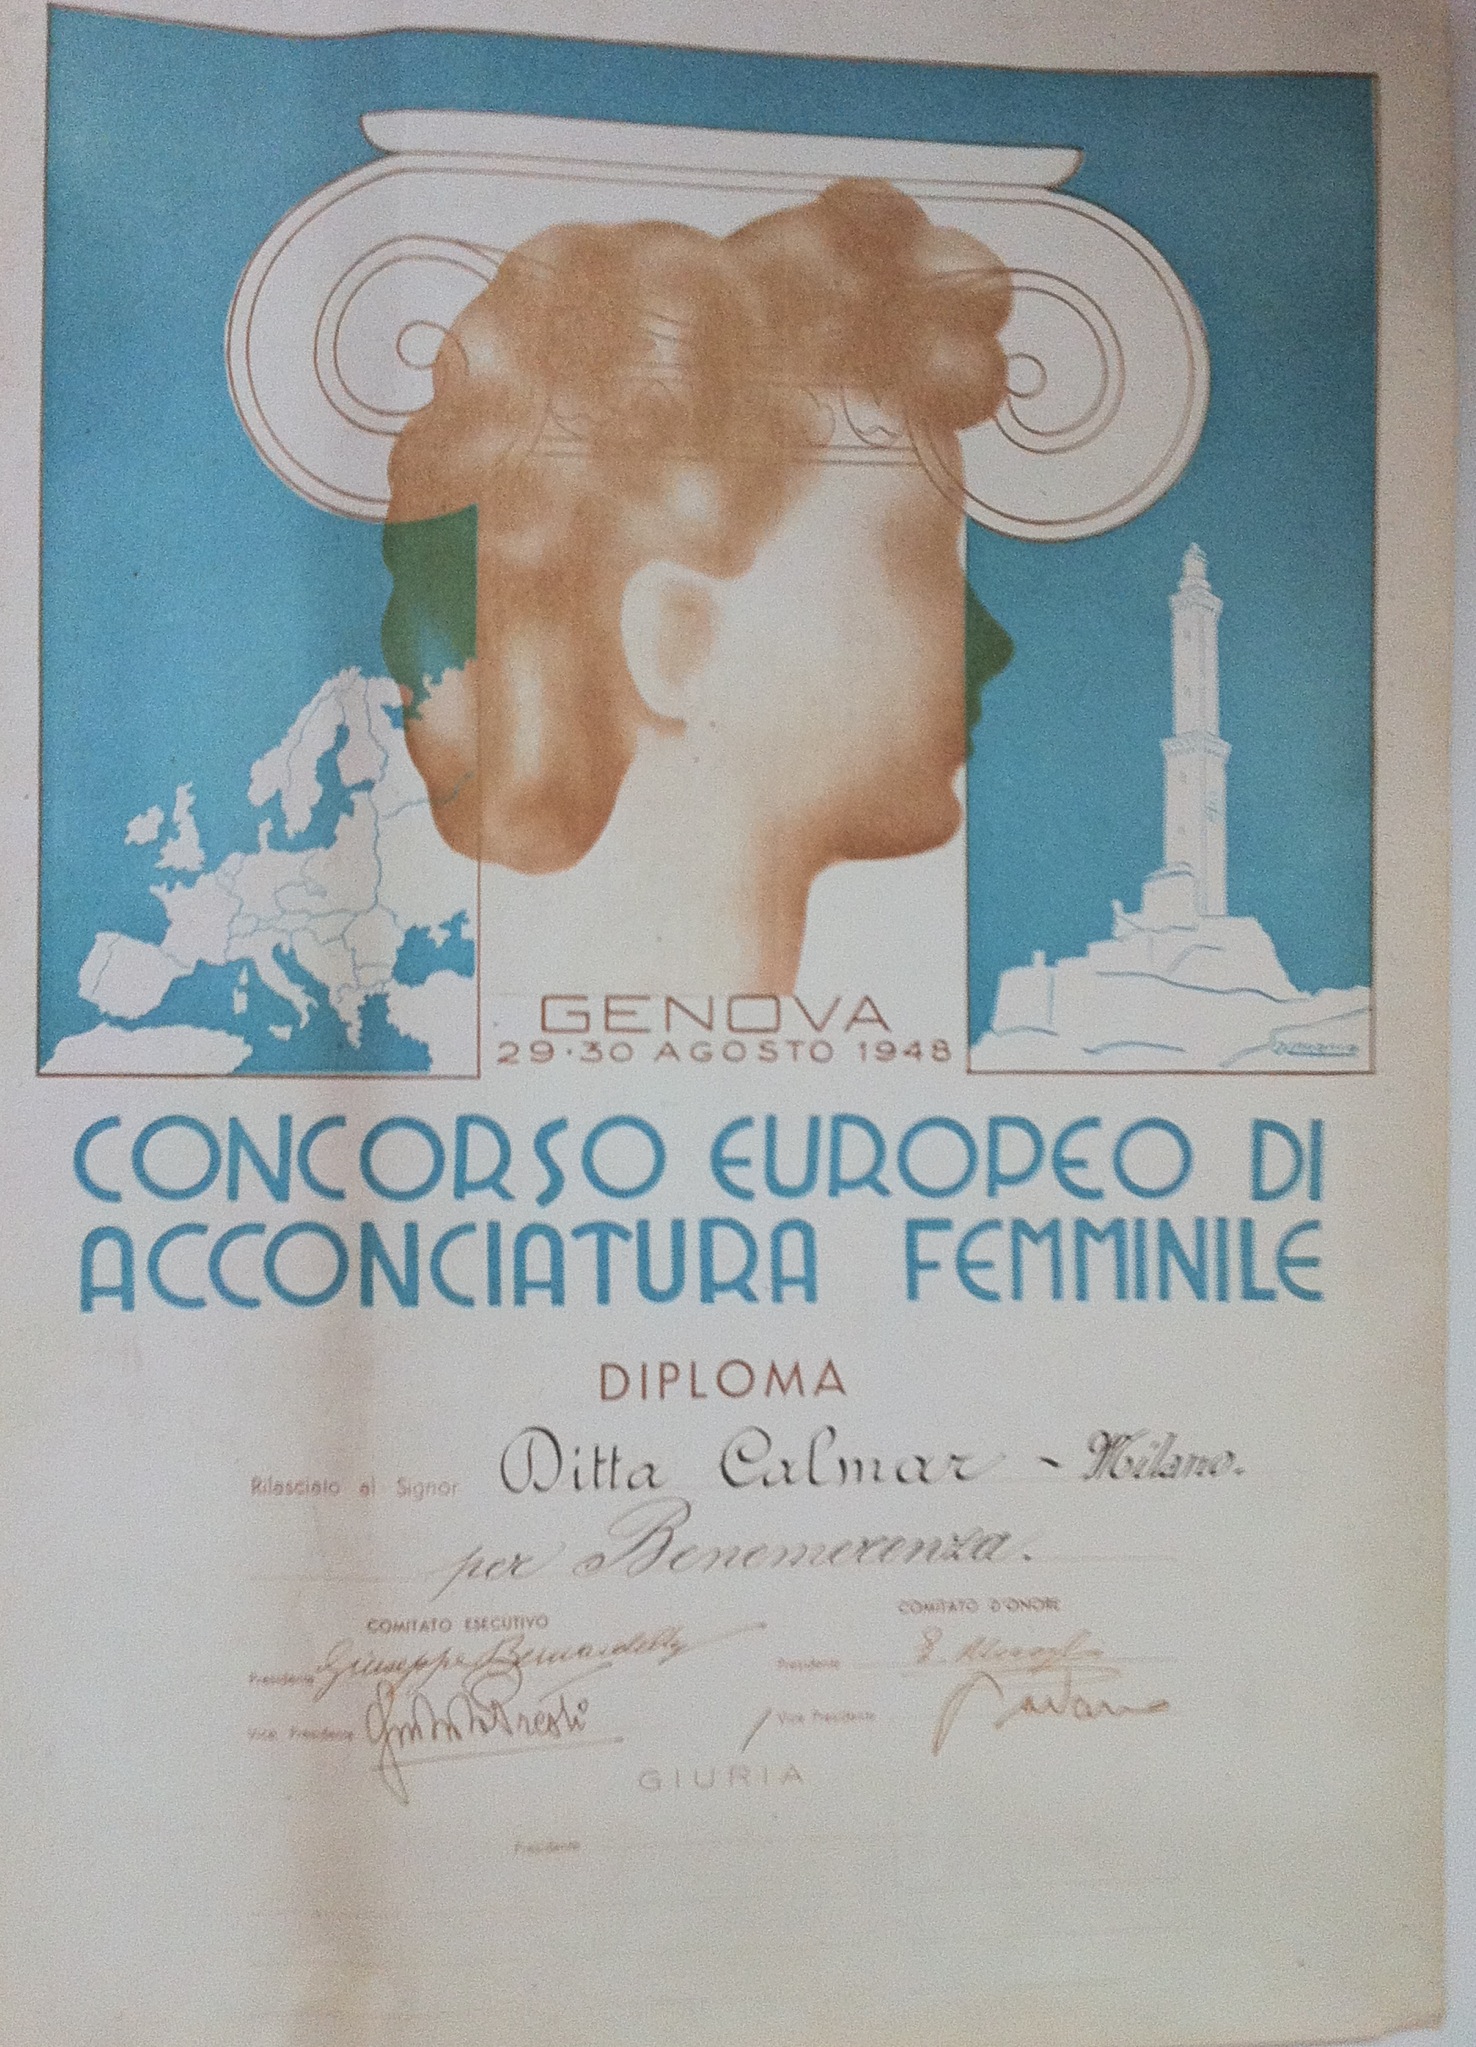 GENOVA
29·30 AGOSTO 1948
CONCORSO EUROPEO DI
ACCONCIATURA FEMMINILE
DIPLOMA
Rilasciato al Signor Ditta Calmar - Milano.
per Benemerenza.
COMITATO ESECUTIVO
COMITATO D'ONORE
Presidente Giuseppe
Presidente
Vice Presidente
Vice Presidente
GIURIA
Presidente